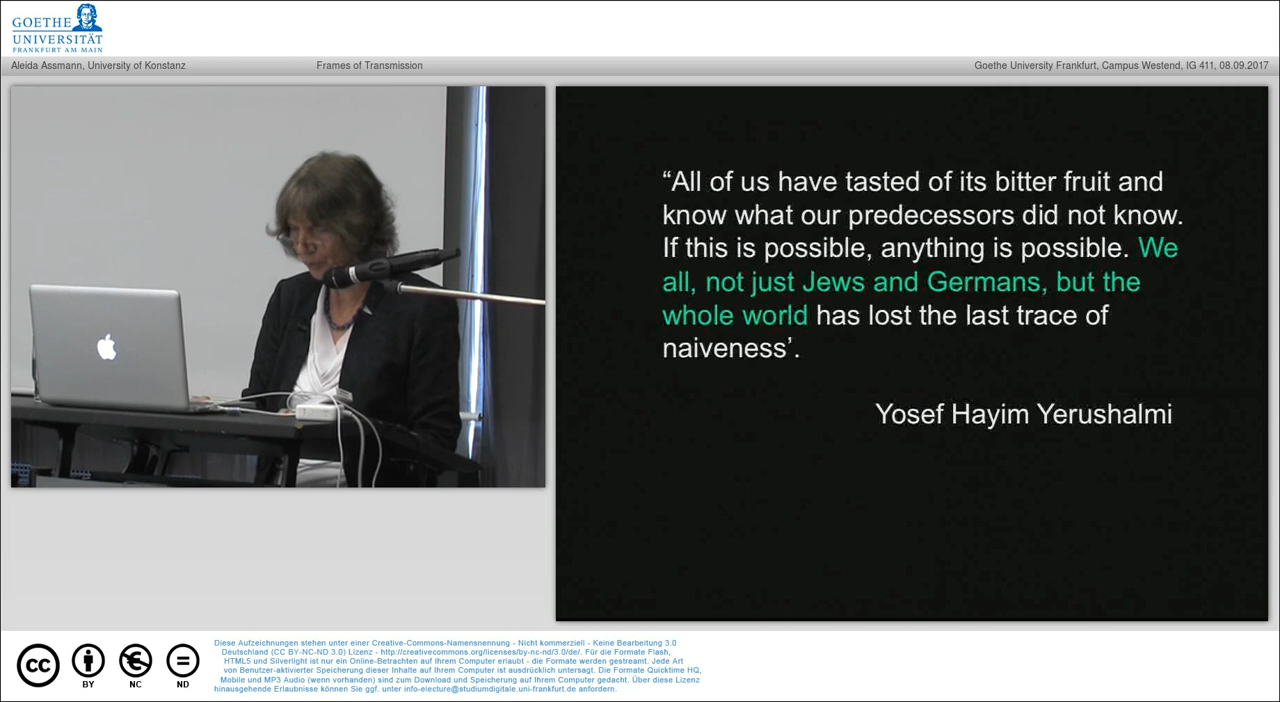 GOETHE
UNIVERSITÄT
FRANKFURT AM MAIN
Aleida Assmann, University of Konstanz
Frames of Transmission
Goethe University Frankfurt, Campus Westend, IG 411, 08.09.2017
“All of us have tasted of its bitter fruit and
know what our predecessors did not know.
If this is possible, anything is possible. We
all, not just Jews and Germans, but the
whole world has lost the last trace of
naiveness’.
Yosef Hayim Yerushalmi
cc
BY
NC
ND
Diese Aufzeichnungen stehen unter einer Creative-Commons-Namensnennung - Nicht kommerziell - Keine Bearbeitung 3.0
Deutschland (CC BY-NC-ND 3.0) Lizenz - http://creativecommons.org/licenses/by-nc-nd/3.0/de/. Für die Formate Flash,
HTML5 und Silverlight ist nur ein Online-Betrachten auf Ihrem Computer erlaubt - die Formate werden gestreamt. Jede Art
von Benutzer-aktivierter Speicherung dieser Inhalte auf Ihrem Computer ist ausdrücklich untersagt. Die Formate Quicktime HQ,
Mobile und MP3 Audio (wenn vorhanden) sind zum Download und Speicherung auf Ihrem Computer gedacht. Über diese Lizenz
hinausgehende Erlaubnisse können Sie ggf. unter info-electure@studiumdigitale.uni-frankfurt.de anfordern.